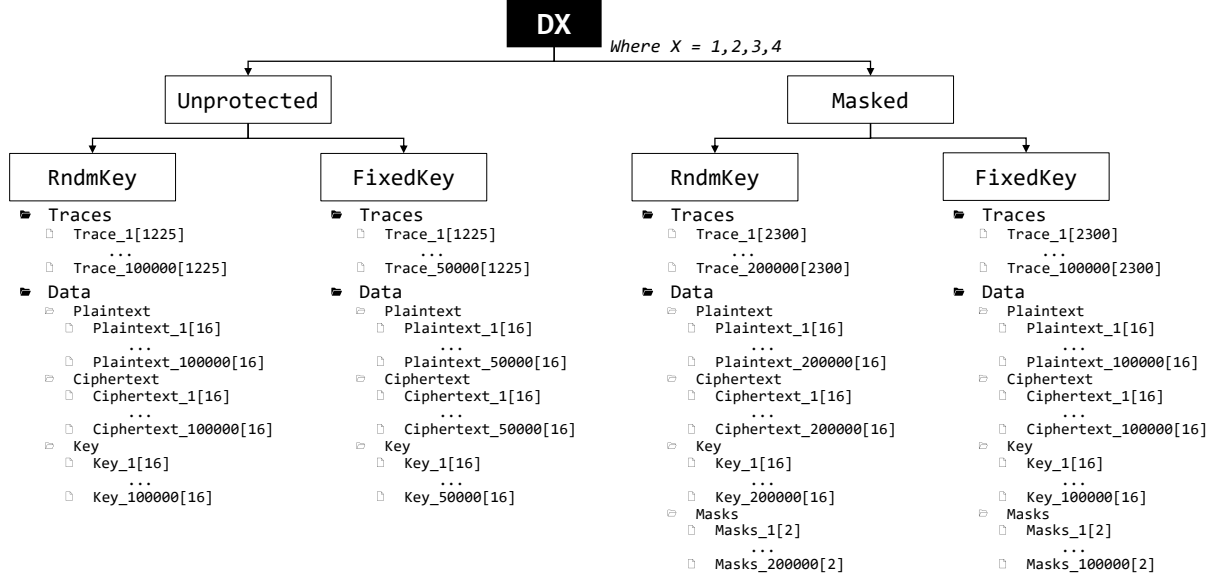 DX
Where X = 1,2,3,4
Unprotected
Masked
RndmKey
Traces
Trace_1[1225]
...
Trace_100000[1225]
Data
Plaintext
Plaintext_1[16]
...
Plaintext_100000[16]
Ciphertext
Ciphertext_1[16]
...
Ciphertext_100000[16]
Key
Key_1[16]
...
Key_100000[16]
FixedKey
Traces
Trace_1[1225]
...
Trace_50000[1225]
Data
Plaintext
Plaintext_1[16]
...
Plaintext_50000[16]
Ciphertext
Ciphertext_1[16]
...
Ciphertext_50000[16]
Key
Key_1[16]
...
Key_50000[16]
RndmKey
Traces
Trace_1[2300]
...
Trace_200000[2300]
Data
Plaintext
Plaintext_1[16]
...
Plaintext_200000[16]
Ciphertext
Ciphertext_1[16]
...
Ciphertext_200000[16]
Key
Key_1[16]
...
Key_200000[16]
Masks
Masks_1[2]
...
Masks_200000[2]
FixedKey
Traces
Trace_1[2300]
...
Trace_100000[2300]
Data
Plaintext
Plaintext_1[16]
...
Plaintext_100000[16]
Ciphertext
Ciphertext_1[16]
...
Ciphertext_100000[16]
Key
Key_1[16]
...
Key_100000[16]
Masks
Masks_1[2]
...
Masks_100000[2]